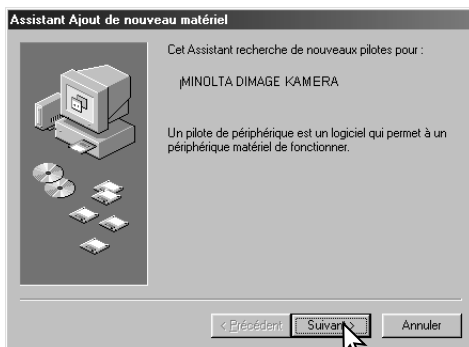 Assistant Ajout de nouveau matériel
Cet Assistant recherche de nouveaux pilotes pour :
MINOLTA DIMAGE KAMERA
Un pilote de périphérique est un logiciel qui permet à un
périphérique matériel de fonctionner.
< Précédent
Suivant >
Annuler